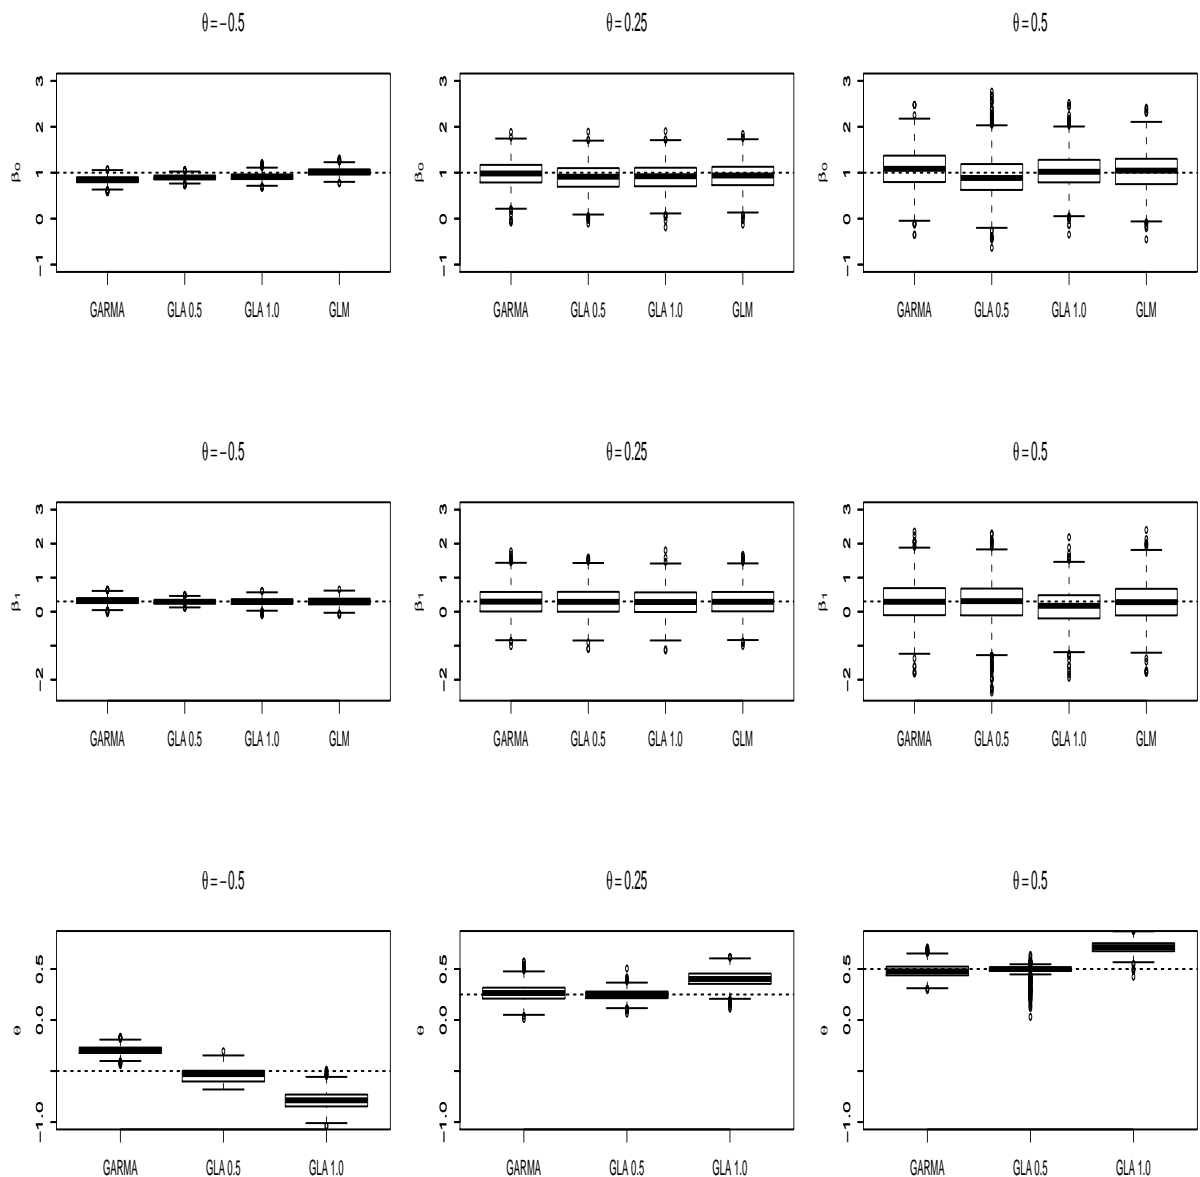 θ = −0.5
θ = 0.25
θ = 0.5
β₀
3
2
1
0
−1
GARMA GLA 0.5 GLA 1.0 GLM
β₀
3
2
1
0
−1
GARMA GLA 0.5 GLA 1.0 GLM
β₀
3
2
1
0
−1
GARMA GLA 0.5 GLA 1.0 GLM
θ = −0.5
θ = 0.25
θ = 0.5
β₁
3
2
1
0
−2
GARMA GLA 0.5 GLA 1.0 GLM
β₁
3
2
1
0
−2
GARMA GLA 0.5 GLA 1.0 GLM
β₁
3
2
1
0
−2
GARMA GLA 0.5 GLA 1.0 GLM
θ = −0.5
θ = 0.25
θ = 0.5
θ
0.5
0.0
−1.0
GARMA GLA 0.5 GLA 1.0
θ
0.5
0.0
−1.0
GARMA GLA 0.5 GLA 1.0
θ
0.5
0.0
−1.0
GARMA GLA 0.5 GLA 1.0